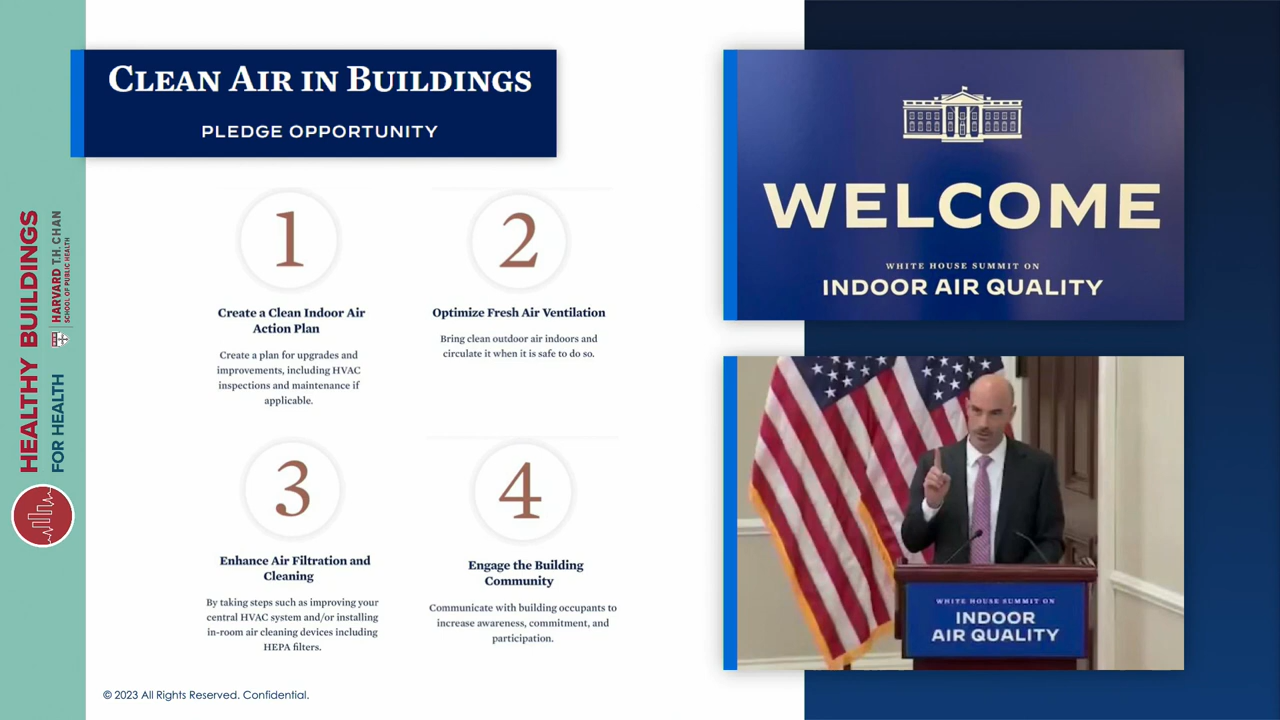 CLEAN AIR IN BUILDINGS
PLEDGE OPPORTUNITY
1
Create a Clean Indoor Air
Action Plan
Create a plan for upgrades and
improvements, including HVAC
inspections and maintenance if
applicable.
2
Optimize Fresh Air Ventilation
Bring clean outdoor air indoors and
circulate it when it is safe to do so.
3
Enhance Air Filtration and
Cleaning
By taking steps such as improving your
central HVAC system and/or installing
in-room air cleaning devices including
HEPA filters.
4
Engage the Building
Community
Communicate with building occupants to
increase awareness, commitment, and
participation.
WELCOME
WHITE HOUSE SUMMIT ON
INDOOR AIR QUALITY
WHITE HOUSE SUMMIT ON
INDOOR
AIR QUALITY
HEALTHY BUILDINGS
FOR HEALTH
HARVARD T.H. CHAN
SCHOOL OF PUBLIC HEALTH
© 2023 All Rights Reserved. Confidential.